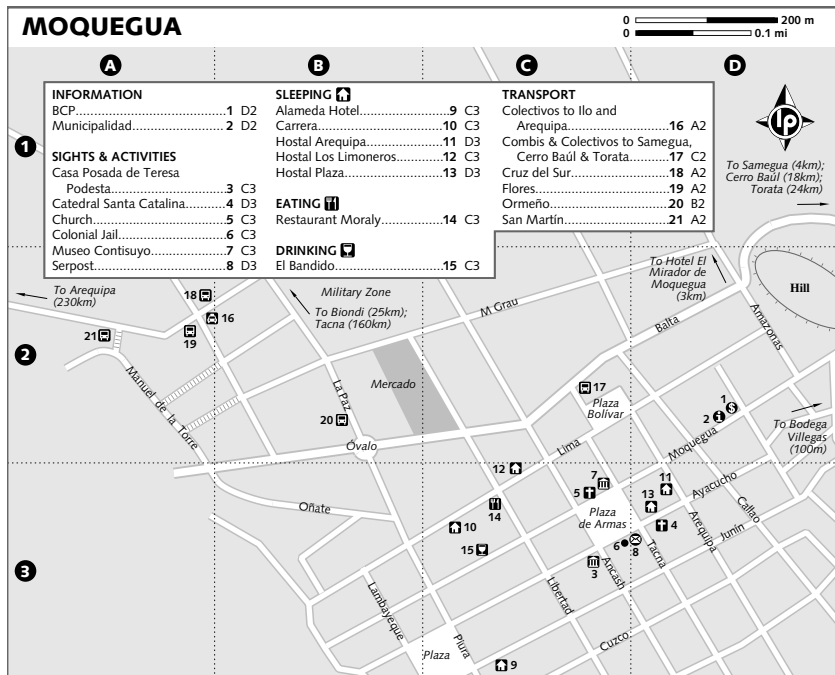 MOQUEGUA
0 200 m
0 0.1 mi
A
B
C
D
1
2
3
INFORMATION
BCP..............................................1 D2
Municipalidad..............................2 D2
SIGHTS & ACTIVITIES
Casa Posada de Teresa
Podesta....................................3 C3
Catedral Santa Catalina...............4 D3
Church.........................................5 C3
Colonial Jail..................................6 C3
Museo Contisuyo.........................7 C3
Serpost........................................8 D3
SLEEPING
Alameda Hotel.............................9 C3
Carrera.......................................10 C3
Hostal Arequipa.........................11 D3
Hostal Los Limoneros.................12 C3
Hostal Plaza...............................13 D3
EATING
Restaurant Moraly......................14 C3
DRINKING
El Bandido..................................15 C3
TRANSPORT
Colectivos to Ilo and
Arequipa................................16 A2
Combis & Colectivos to Samegua,
Cerro Baúl & Torata................17 C2
Cruz del Sur...............................18 A2
Flores.........................................19 A2
Ormeño.....................................20 B2
San Martín.................................21 A2
lp
To Samegua (4km);
Cerro Baúl (18km);
Torata (24km)
To Hotel El
Mirador de
Moquegua
(3km)
Hill
To Arequipa
(230km)
18
16
19
21
Military Zone
To Biondi (25km);
Tacna (160km)
M Grau
Balta
Amazonas
Manuel de la Torre
La Paz
Mercado
20
Óvalo
17
Plaza
Bolívar
1
2
To Bodega
Villegas
(100m)
Lima
Moquegua
12
7
5
11
13
Ayacucho
Oñate
14
10
15
Plaza
de Armas
4
6
8
3
Callao
Arequipa
Junín
Tacna
Ancash
Libertad
Lambayeque
Piura
Plaza
Cuzco
9